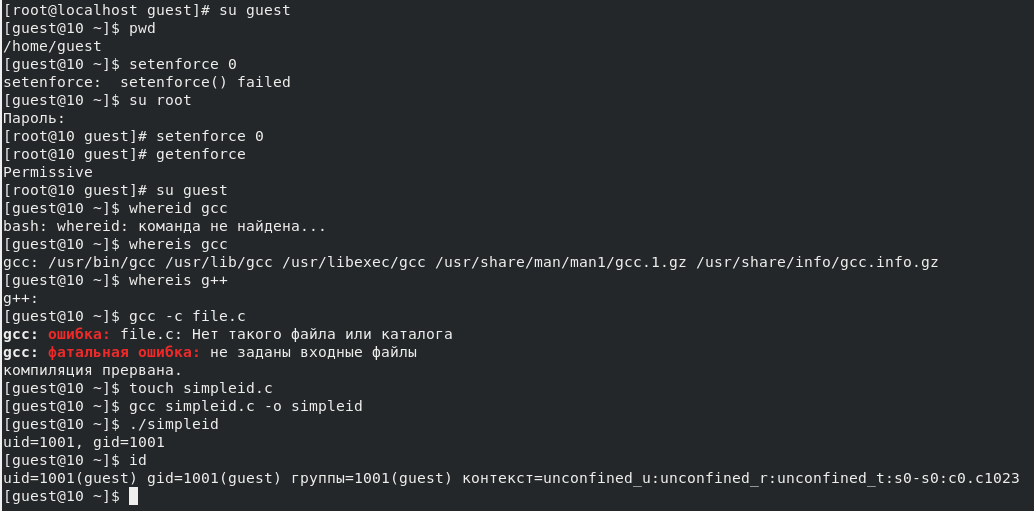 [root@localhost guest]# su guest
[guest@10 ~]$ pwd
/home/guest
[guest@10 ~]$ setenforce 0
setenforce:  setenforce() failed
[guest@10 ~]$ su root
Пароль:
[root@10 guest]# setenforce 0
[root@10 guest]# getenforce
Permissive
[root@10 guest]# su guest
[guest@10 ~]$ whereid gcc
bash: whereid: команда не найдена...
[guest@10 ~]$ whereis gcc
gcc: /usr/bin/gcc /usr/lib/gcc /usr/libexec/gcc /usr/share/man/man1/gcc.1.gz /usr/share/info/gcc.info.gz
[guest@10 ~]$ whereis g++
g++:
[guest@10 ~]$ gcc -c file.c
gcc: ошибка: file.c: Нет такого файла или каталога
gcc: фатальная ошибка: не заданы входные файлы
компиляция прервана.
[guest@10 ~]$ touch simpleid.c
[guest@10 ~]$ gcc simpleid.c -o simpleid
[guest@10 ~]$ ./simpleid
uid=1001, gid=1001
[guest@10 ~]$ id
uid=1001(guest) gid=1001(guest) группы=1001(guest) контекст=unconfined_u:unconfined_r:unconfined_t:s0-s0:c0.c1023
[guest@10 ~]$